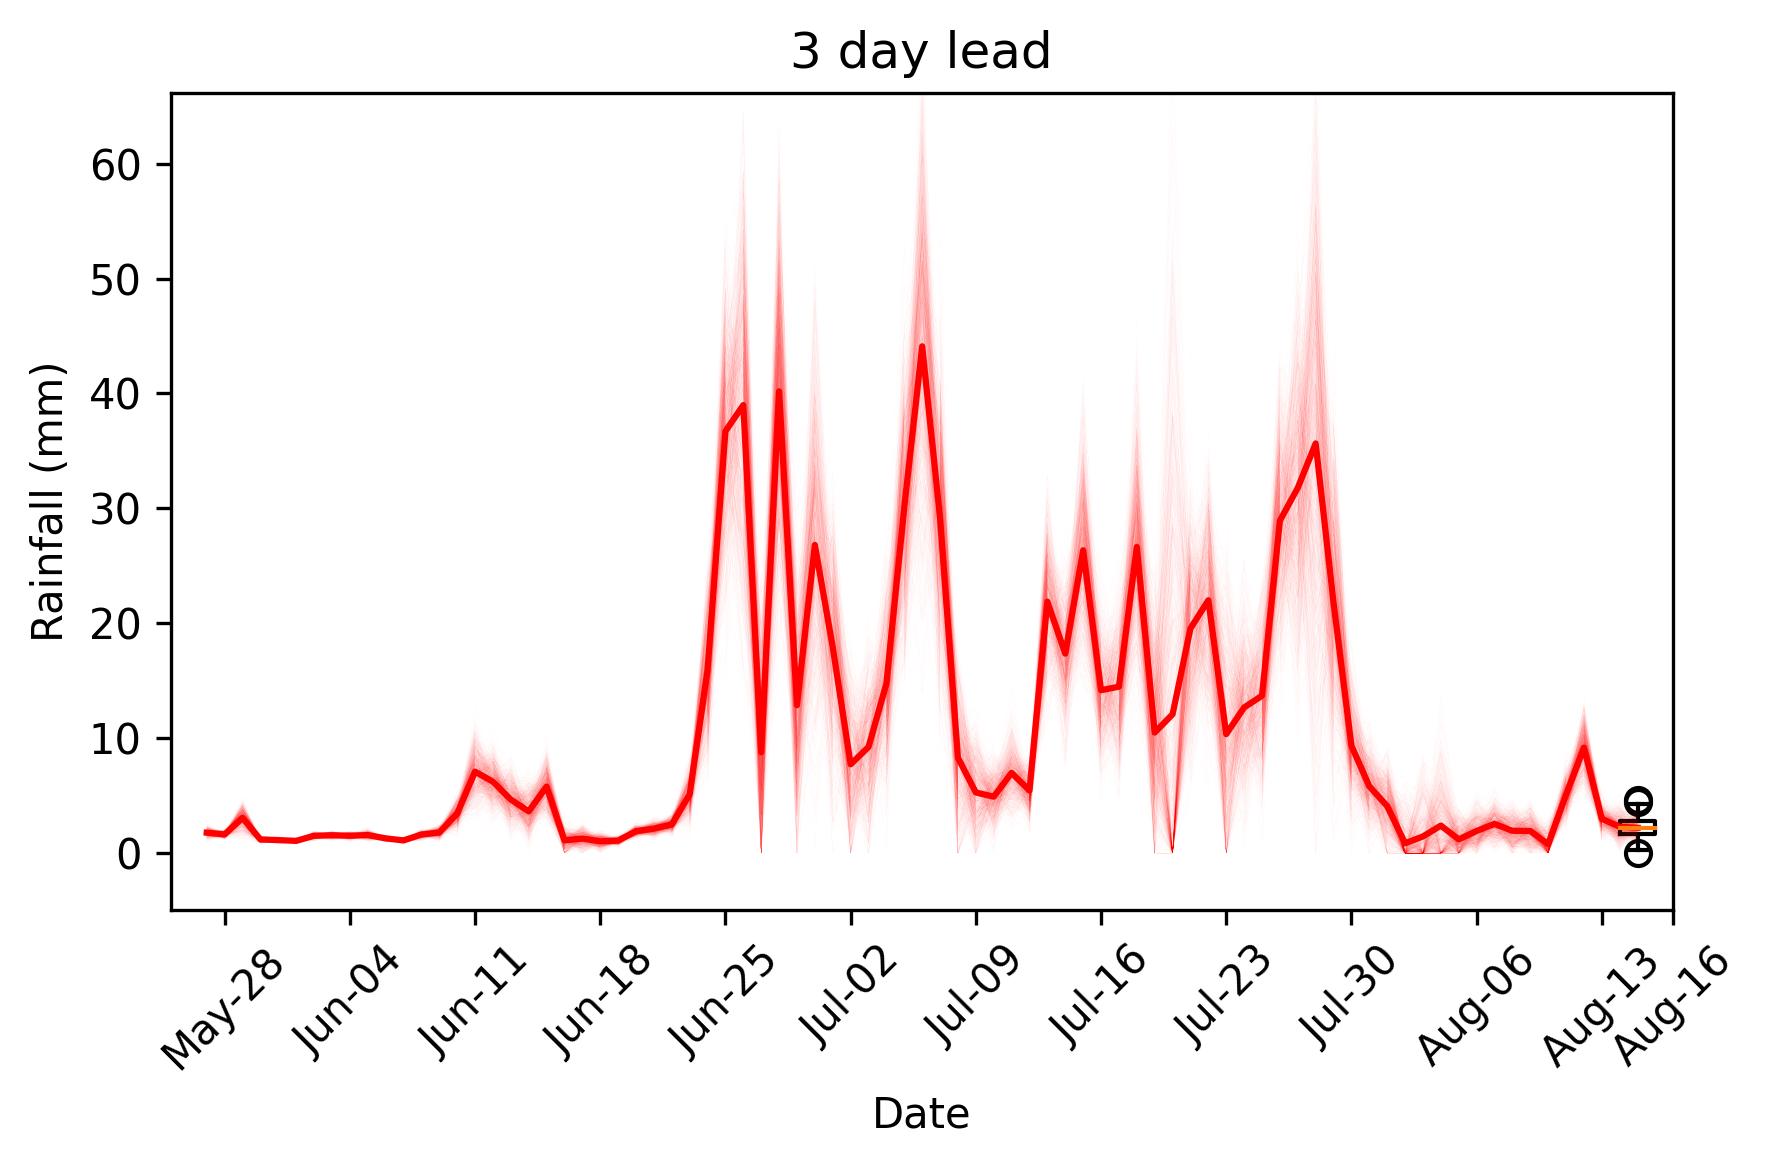 3 day lead
Rainfall (mm)
60
50
40
30
20
10
0
May-28
Jun-04
Jun-11
Jun-18
Jun-25
Jul-02
Jul-09
Jul-16
Jul-23
Jul-30
Aug-06
Aug-13
Aug-16
Date